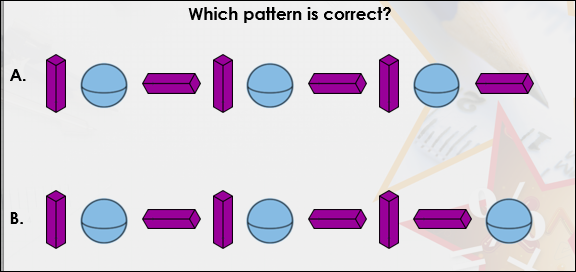 Which pattern is correct?
A.
B.